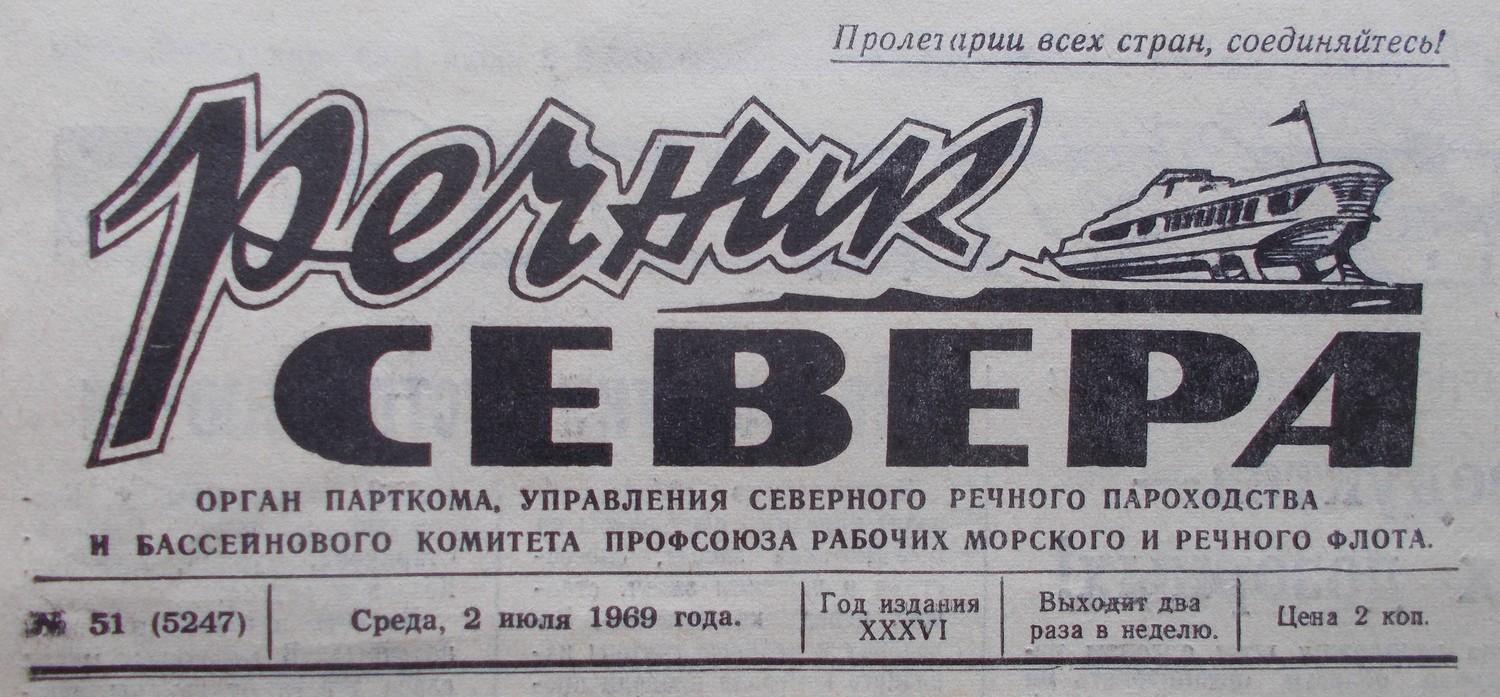 Пролетарии всех стран, соединяйтесь!
Речник
СЕВЕРА
ОРГАН ПАРТКОМА, УПРАВЛЕНИЯ СЕВЕРНОГО РЕЧНОГО ПАРОХОДСТВА
И БАССЕЙНОВОГО КОМИТЕТА ПРОФСОЮЗА РАБОЧИХ МОРСКОГО И РЕЧНОГО ФЛОТА.
№ 51 (5247)
Среда, 2 июля 1969 года.
Год издания
XXXVI
Выходит два
раза в неделю.
Цена 2 коп.